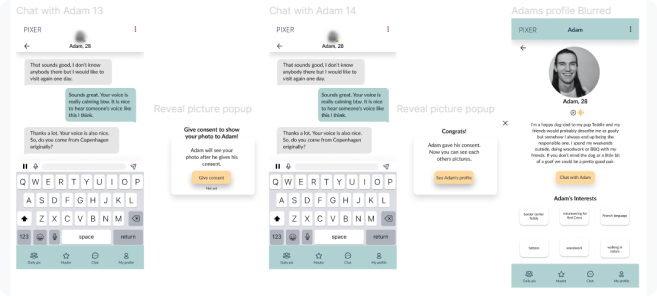 Chat with Adam 13
PIXER
Adam, 28
That sounds good, I don't know
anybody there but I would like to
visit again one day.
Sounds great. Your voice is
really calming btw. It is nice
to hear someone's voice like
this I think.
Thanks a lot. Your voice is also nice.
So, do you come from Copenhagen
originally?
Q W E R T Y U I O P
A S D F G H J K L
Z X C V B N M
123 space return
Daily pix Maybe Chat My profile
Reveal picture popup
Give consent to show
your photo to Adam!
Adam will see your
photo after he gives his
consent.
Give consent
Not yet
Chat with Adam 14
PIXER
Adam, 28
That sounds good, I don't know
anybody there but I would like to
visit again one day.
Sounds great. Your voice is
really calming btw. It is nice
to hear someone's voice like
this I think.
Thanks a lot. Your voice is also nice.
So, do you come from Copenhagen
originally?
Q W E R T Y U I O P
A S D F G H J K L
Z X C V B N M
123 space return
Daily pix Maybe Chat My profile
Reveal picture popup
Congrats!
Adam gave his consent.
Now you can see each
others pictures.
See Adam's profile
Adams profile Blurred
PIXER Adam
Adam, 28
I'm a happy dog-dad to my pup Teddy and my
friends would probably describe me as goofy
but somehow I always end up being the
responsible one. I spend my weekends
outside, doing woodwork or BBQ with my
friends. If you don't mind the dog or a little bit
of a goof we could be a pretty good pair.
Chat with Adam
Adam's Interests
border terrier
Teddy
volunteering for
Red Cross
French language
tattoos
woodwork
walking in
nature
Daily pix Maybe Chat My profile